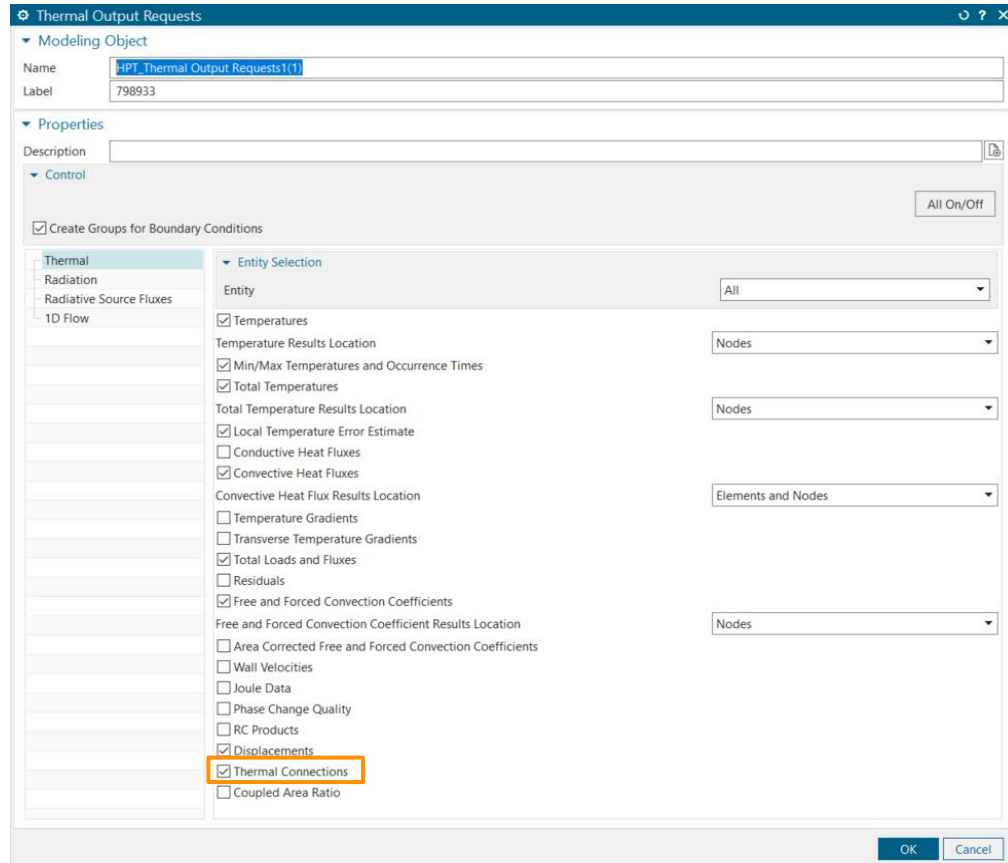 Thermal Output Requests
Modeling Object
Name HPT_Thermal Output Requests1(1)
Label 798933
Properties
Description
Control
All On/Off
Create Groups for Boundary Conditions
Thermal
Radiation
Radiative Source Fluxes
1D Flow
Entity Selection
Entity All
Temperatures
Temperature Results Location Nodes
Min/Max Temperatures and Occurrence Times
Total Temperatures
Total Temperature Results Location Nodes
Local Temperature Error Estimate
Conductive Heat Fluxes
Convective Heat Fluxes
Convective Heat Flux Results Location Elements and Nodes
Temperature Gradients
Transverse Temperature Gradients
Total Loads and Fluxes
Residuals
Free and Forced Convection Coefficients
Free and Forced Convection Coefficient Results Location Nodes
Area Corrected Free and Forced Convection Coefficients
Wall Velocities
Joule Data
Phase Change Quality
RC Products
Displacements
Thermal Connections
Coupled Area Ratio
OK Cancel